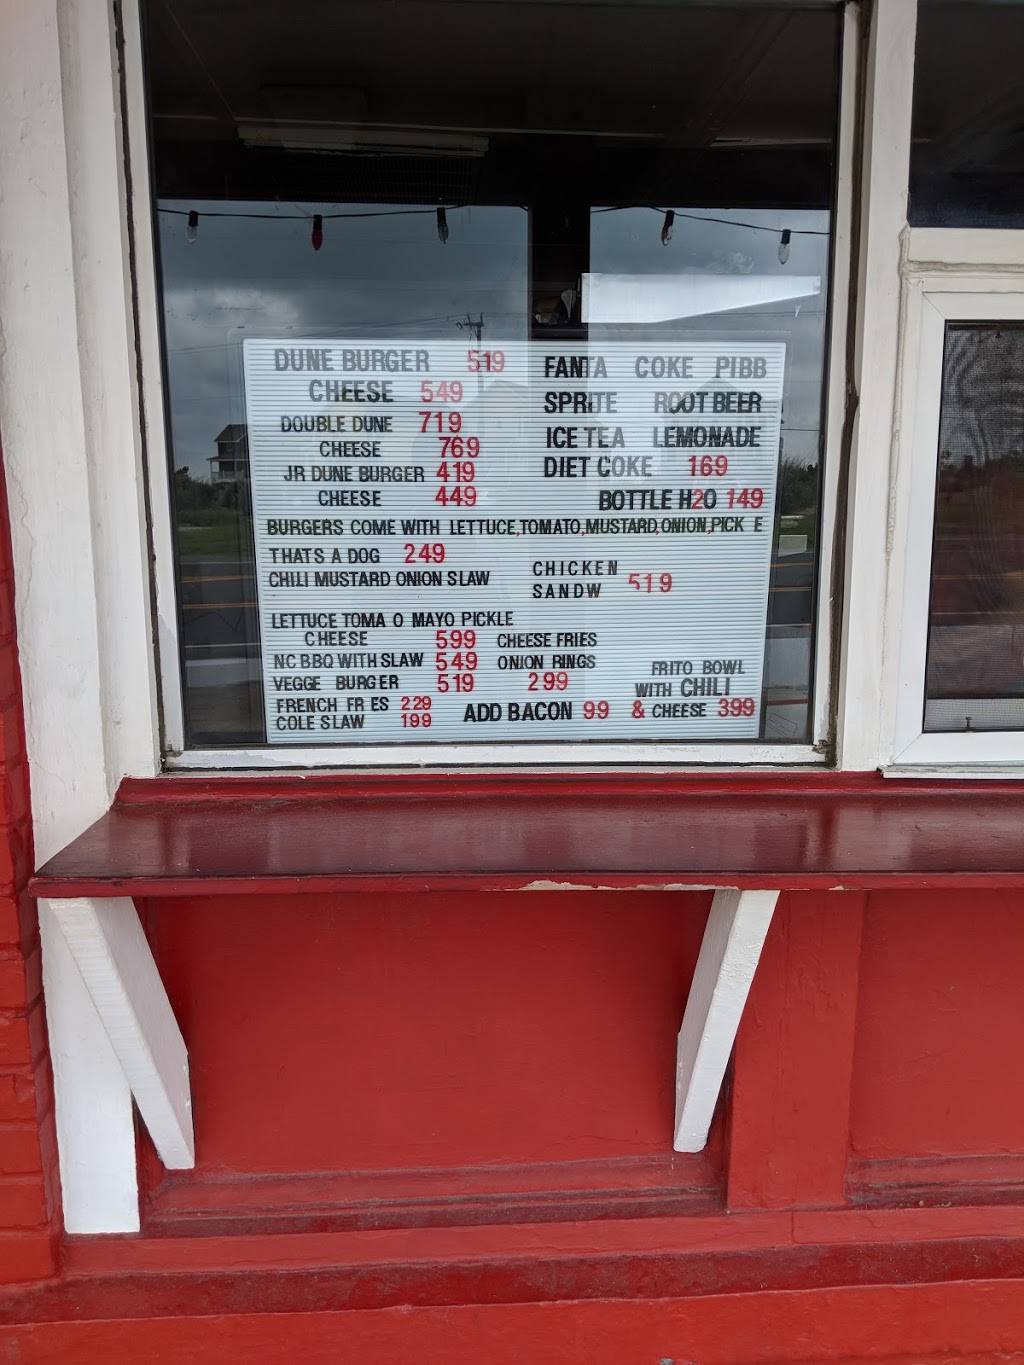 DUNE BURGER 519
CHEESE 549
DOUBLE DUNE 719
CHEESE 769
JR DUNE BURGER 419
CHEESE 449
FANTA COKE PIBB
SPRITE ROOT BEER
ICE TEA LEMONADE
DIET COKE 169
BOTTLE H2O 149
BURGERS COME WITH LETTUCE,TOMATO,MUSTARD,ONION,PICK E
THATS A DOG 249
CHILI MUSTARD ONION SLAW
CHICKEN
SANDW 519
LETTUCE TOMA O MAYO PICKLE
CHEESE 599
NC BBQ WITH SLAW 549
VEGGE BURGER 519
FRENCH FR ES 229
COLE SLAW 199
CHEESE FRIES
ONION RINGS
299
ADD BACON 99
FRITO BOWL
WITH CHILI
& CHEESE 399